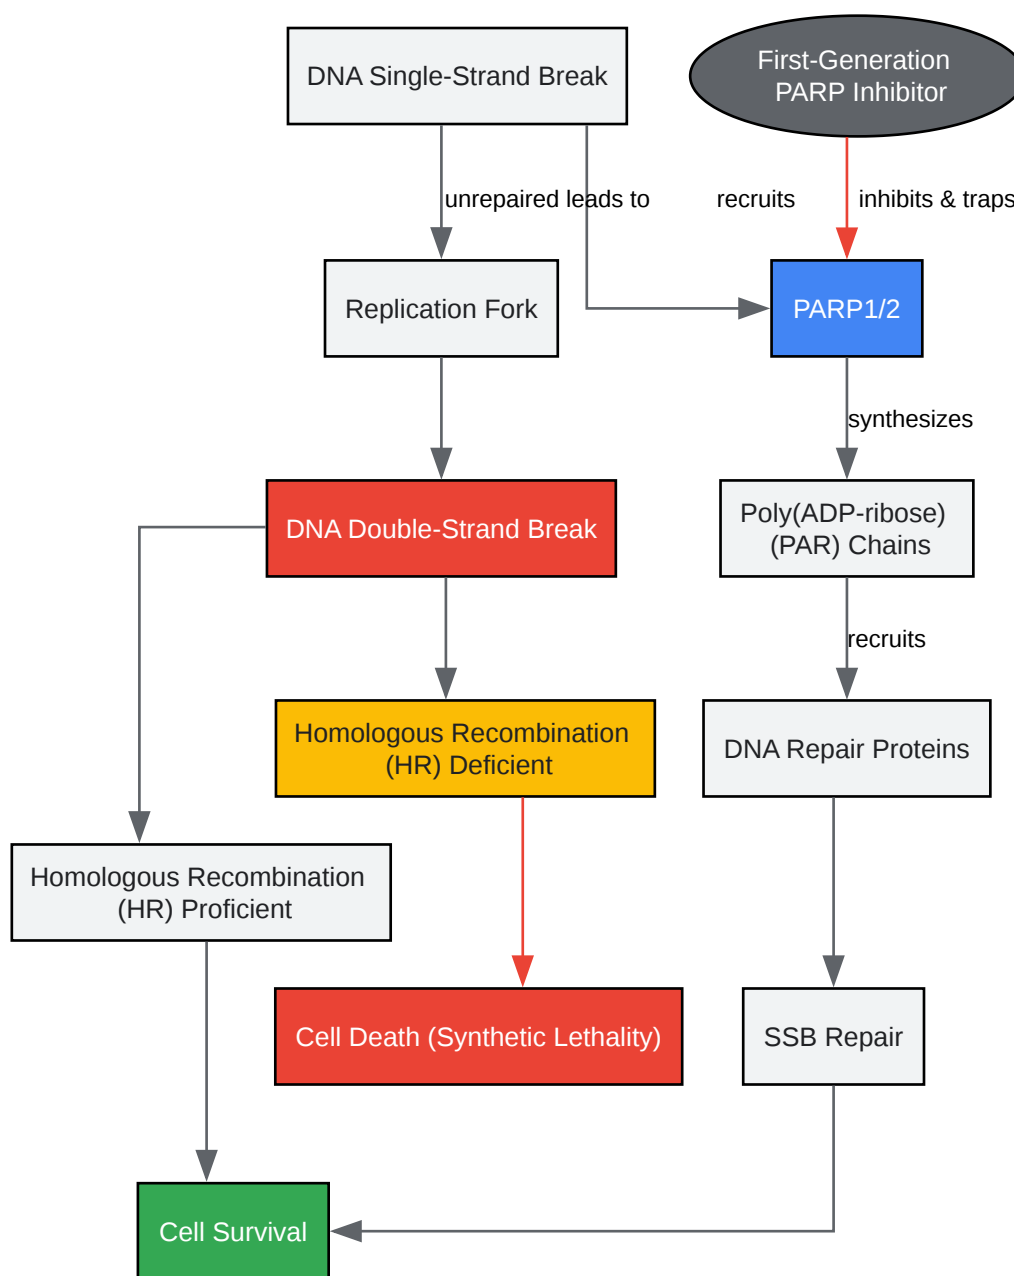 DNA Single-Strand Break
First-Generation
PARP Inhibitor
unrepaired leads to
recruits
inhibits & traps
Replication Fork
PARP1/2
synthesizes
DNA Double-Strand Break
Poly(ADP-ribose)
(PAR) Chains
recruits
Homologous Recombination
(HR) Deficient
DNA Repair Proteins
Homologous Recombination
(HR) Proficient
Cell Death (Synthetic Lethality)
SSB Repair
Cell Survival